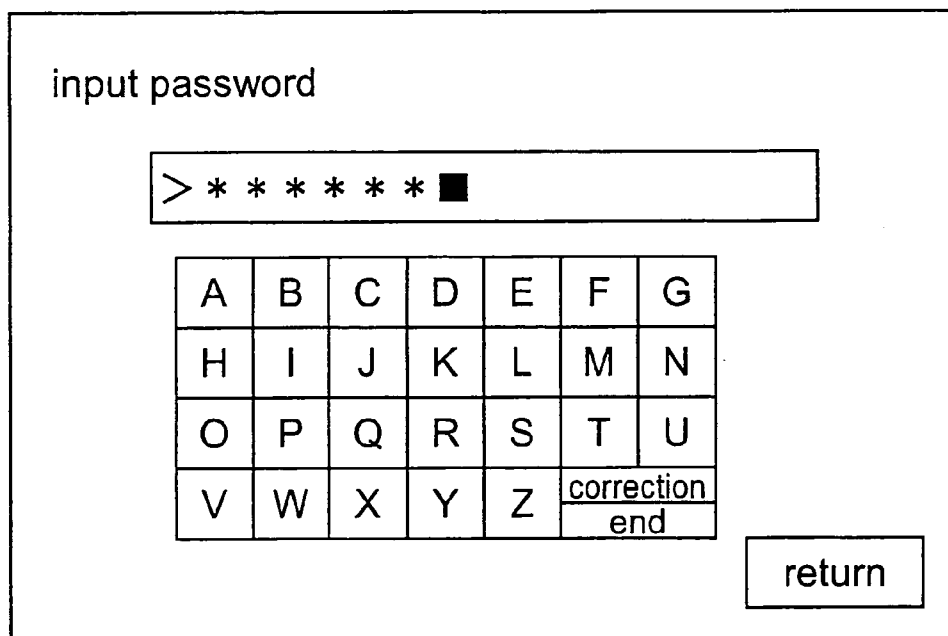 input password
> * * * * * * ■
A B C D E F G
H I J K L M N
O P Q R S T U
V W X Y Z correction
end
return